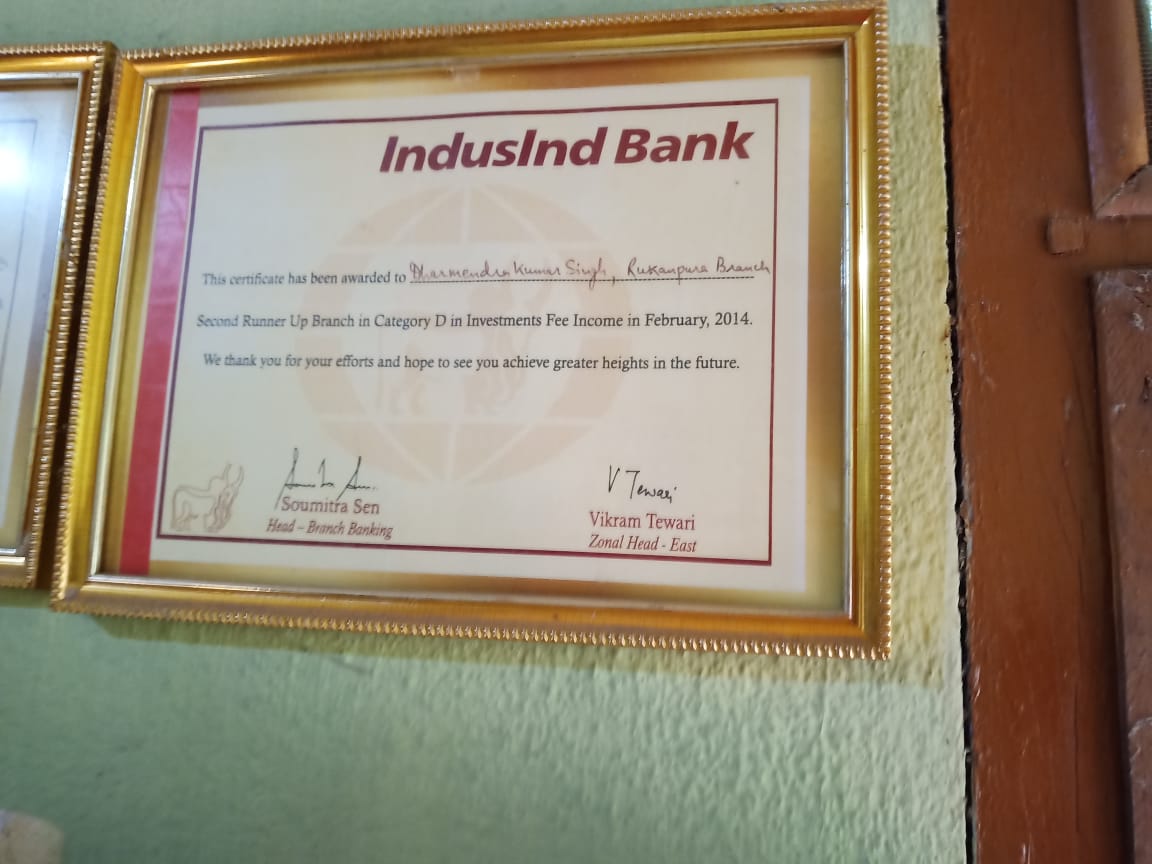 IndusInd Bank
This certificate has been awarded to Dharmendra Kumar Singh, Rukanpura Branch
Second Runner Up Branch in Category D in Investments Fee Income in February, 2014.
We thank you for your efforts and hope to see you achieve greater heights in the future.
Soumitra Sen
Head – Branch Banking
V Tewari
Vikram Tewari
Zonal Head - East